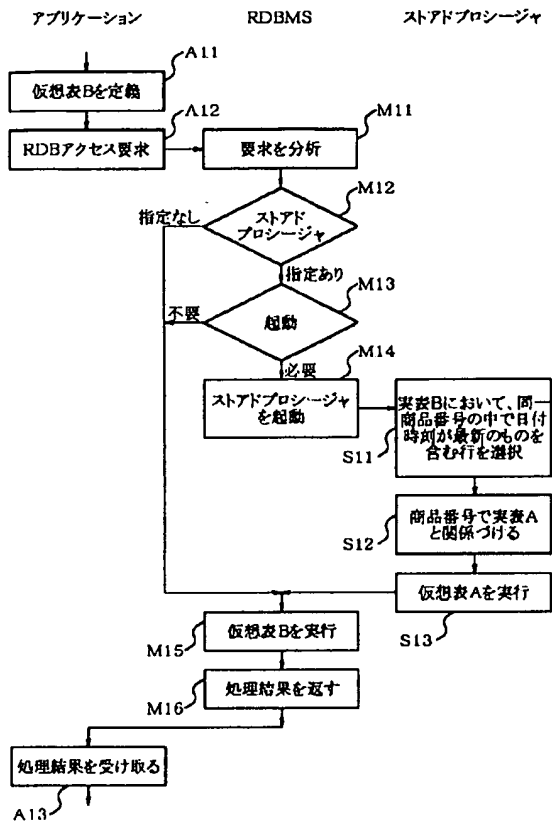 アプリケーション
RDBMS
ストアドプロシージャ
A11
仮想表Bを定義
A12
RDBアクセス要求
M11
要求を分析
M12
指定なし
ストアド
プロシージャ
指定あり
M13
不要
起動
M14
必要
ストアドプロシージャ
を起動
実表Bにおいて、同一
商品番号の中で日付
時刻が最新のものを
含む行を選択
S11
商品番号で実表A
と関係づける
S12
仮想表Aを実行
S13
仮想表Bを実行
M15
処理結果を返す
M16
処理結果を受け取る
A13